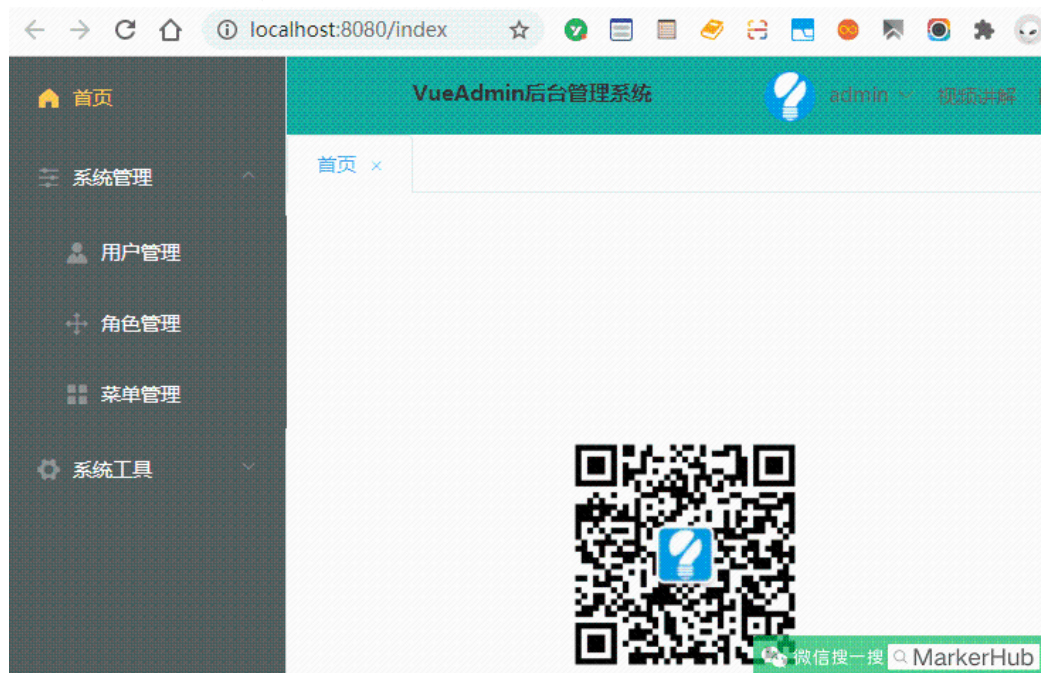 localhost:8080/index
首页
VueAdmin后台管理系统
admin
视频讲解
首页 ×
系统管理
用户管理
角色管理
菜单管理
系统工具
微信搜一搜
MarkerHub